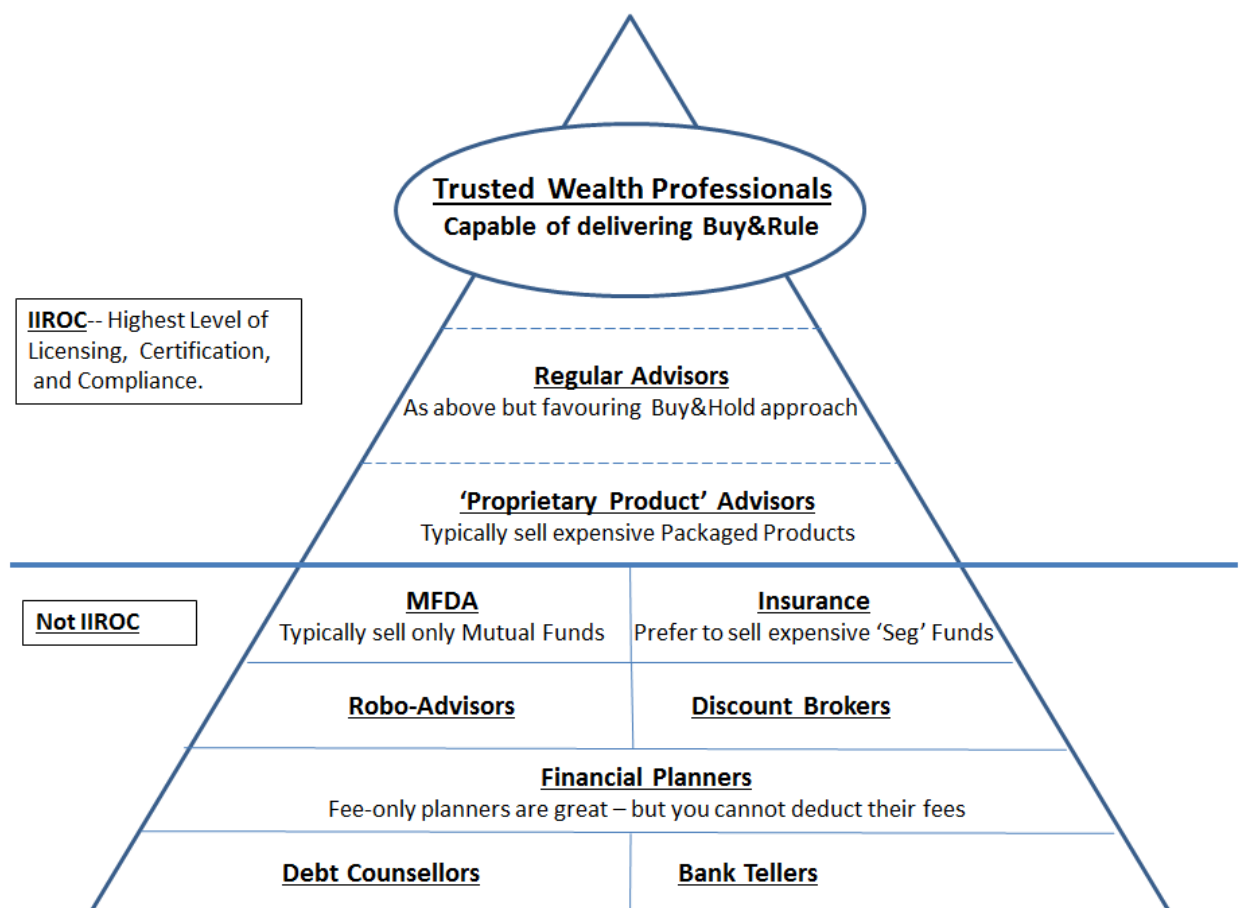 Trusted Wealth Professionals
Capable of delivering Buy&Rule
IIROC-- Highest Level of
Licensing, Certification,
and Compliance.
Regular Advisors
As above but favouring Buy&Hold approach
‘Proprietary Product’ Advisors
Typically sell expensive Packaged Products
Not IIROC
MFDA
Typically sell only Mutual Funds
Insurance
Prefer to sell expensive ‘Seg’ Funds
Robo-Advisors
Discount Brokers
Financial Planners
Fee-only planners are great – but you cannot deduct their fees
Debt Counsellors
Bank Tellers